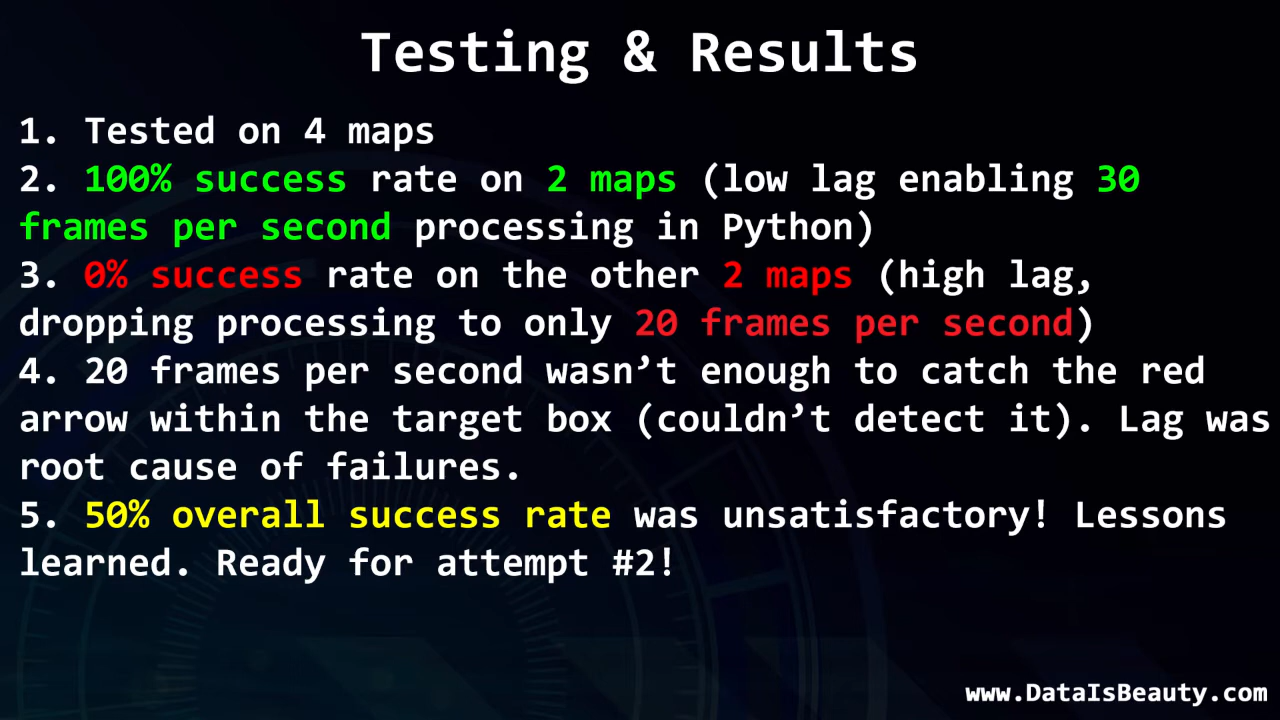 Testing & Results
1. Tested on 4 maps
2. 100% success rate on 2 maps (low lag enabling 30
frames per second processing in Python)
3. 0% success rate on the other 2 maps (high lag,
dropping processing to only 20 frames per second)
4. 20 frames per second wasn’t enough to catch the red
arrow within the target box (couldn’t detect it). Lag was
root cause of failures.
5. 50% overall success rate was unsatisfactory! Lessons
learned. Ready for attempt #2!
www.DataIsBeauty.com